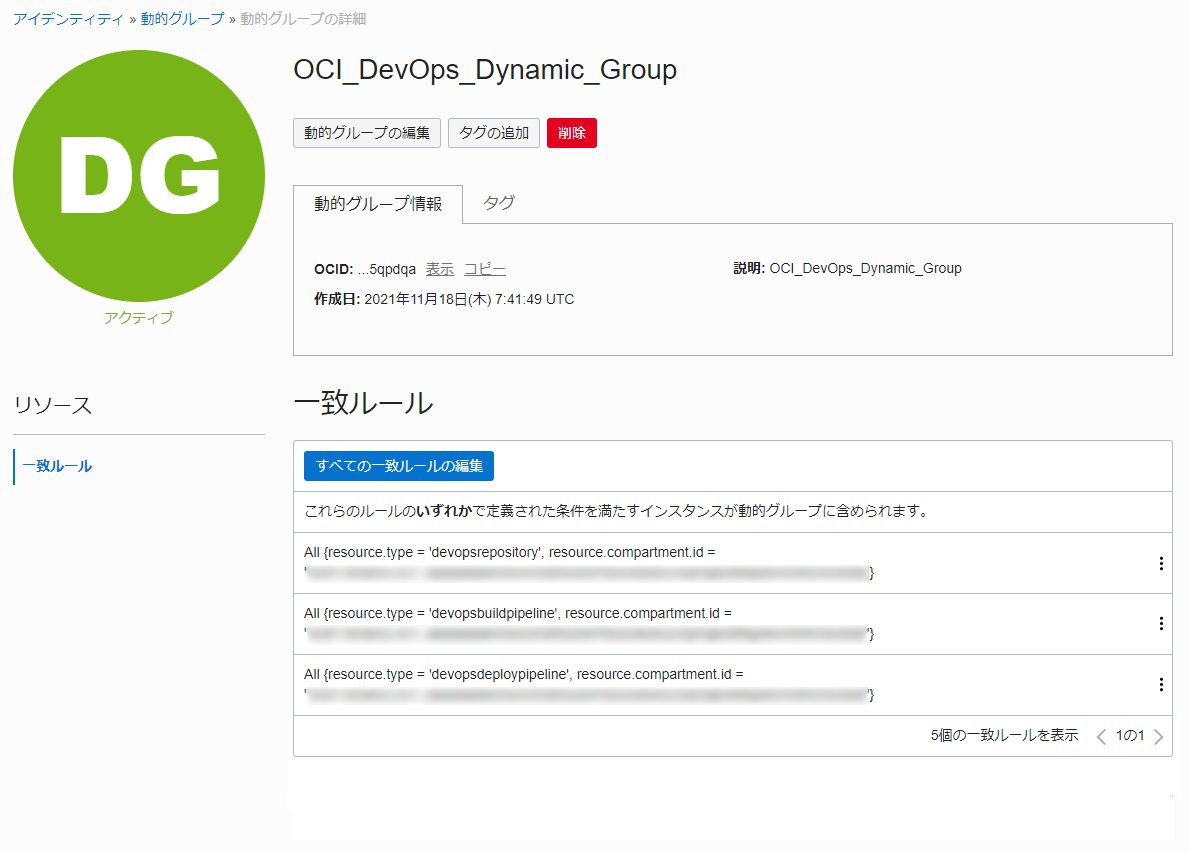 アイデンティティ » 動的グループ » 動的グループの詳細
DG
アクティブ
OCI_DevOps_Dynamic_Group
動的グループの編集 タグの追加 削除
動的グループ情報 タグ
OCID: ...5qpdqa 表示 コピー
説明: OCI_DevOps_Dynamic_Group
作成日: 2021年11月18日(木) 7:41:49 UTC
リソース
一致ルール
一致ルール
すべての一致ルールの編集
これらのルールのいずれかで定義された条件を満たすインスタンスが動的グループに含められます。
All {resource.type = 'devopsrepository', resource.compartment.id =
'}
All {resource.type = 'devopsbuildpipeline', resource.compartment.id =
''}
All {resource.type = 'devopsdeploypipeline', resource.compartment.id =
''}
5個の一致ルールを表示 1の1